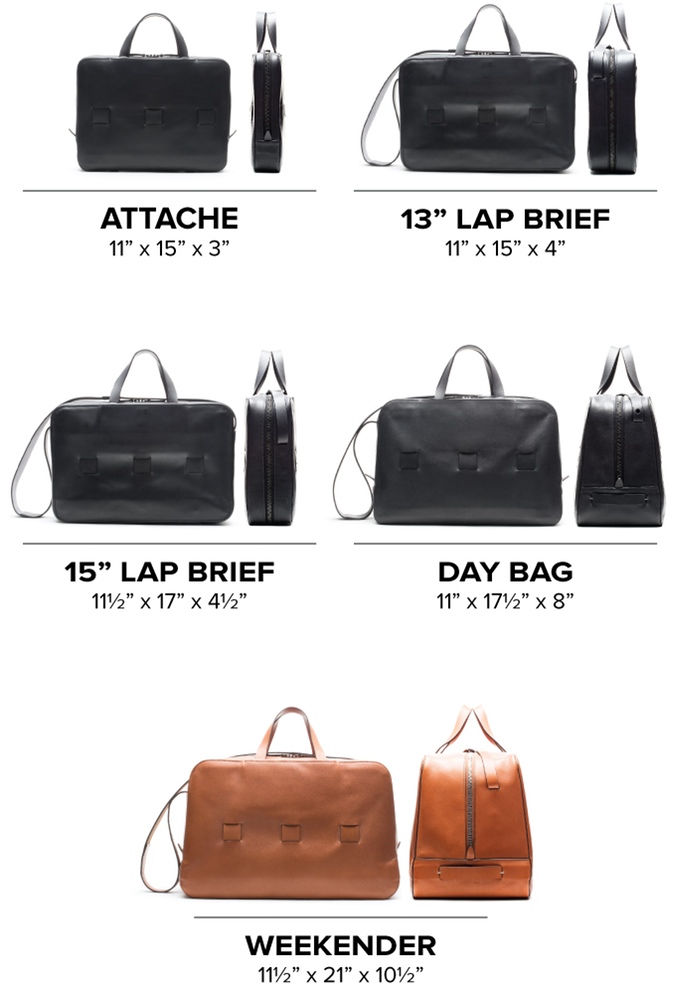 ATTACHE
11” x 15” x 3”
13” LAP BRIEF
11” x 15” x 4”
15” LAP BRIEF
11½” x 17” x 4½”
DAY BAG
11” x 17½” x 8”
WEEKENDER
11½” x 21” x 10½”